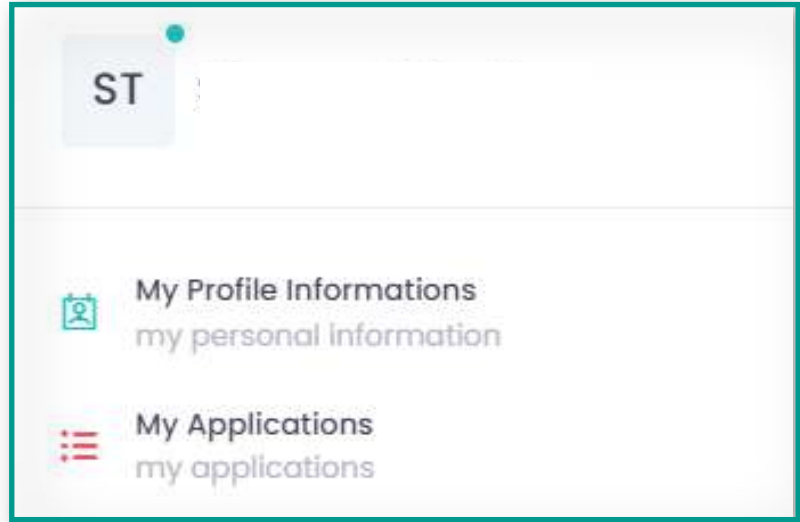 ST
My Profile Informations
my personal information
My Applications
my applications